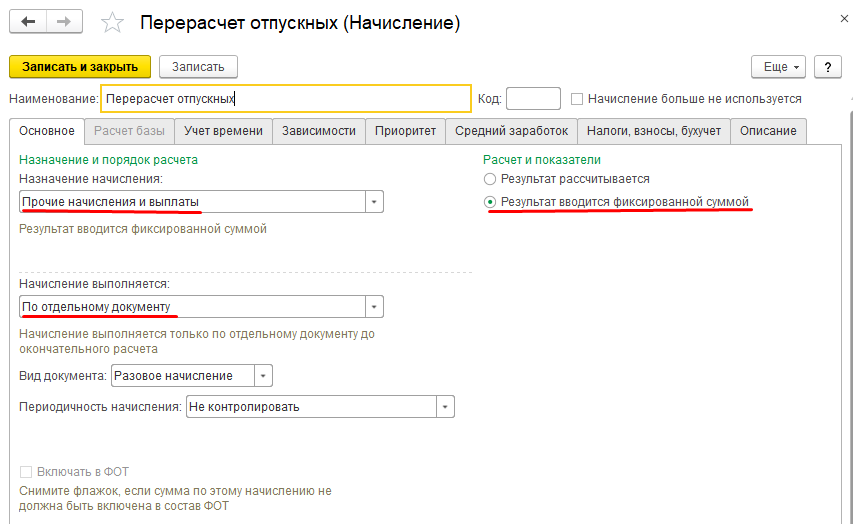 Перерасчет отпускных (Начисление)
Записать и закрыть
Записать
Еще
?
Наименование: Перерасчет отпускных
Код:
Начисление больше не используется
Основное
Расчет базы
Учет времени
Зависимости
Приоритет
Средний заработок
Налоги, взносы, бухучет
Описание
Назначение и порядок расчета
Назначение начисления:
Прочие начисления и выплаты
Результат вводится фиксированной суммой
Начисление выполняется:
По отдельному документу
Начисление выполняется только по отдельному документу до
окончательного расчета
Вид документа: Разовое начисление
Периодичность начисления: Не контролировать
Включать в ФОТ
Снимите флажок, если сумма по этому начислению не
должна быть включена в состав ФОТ
Расчет и показатели
Результат рассчитывается
Результат вводится фиксированной суммой